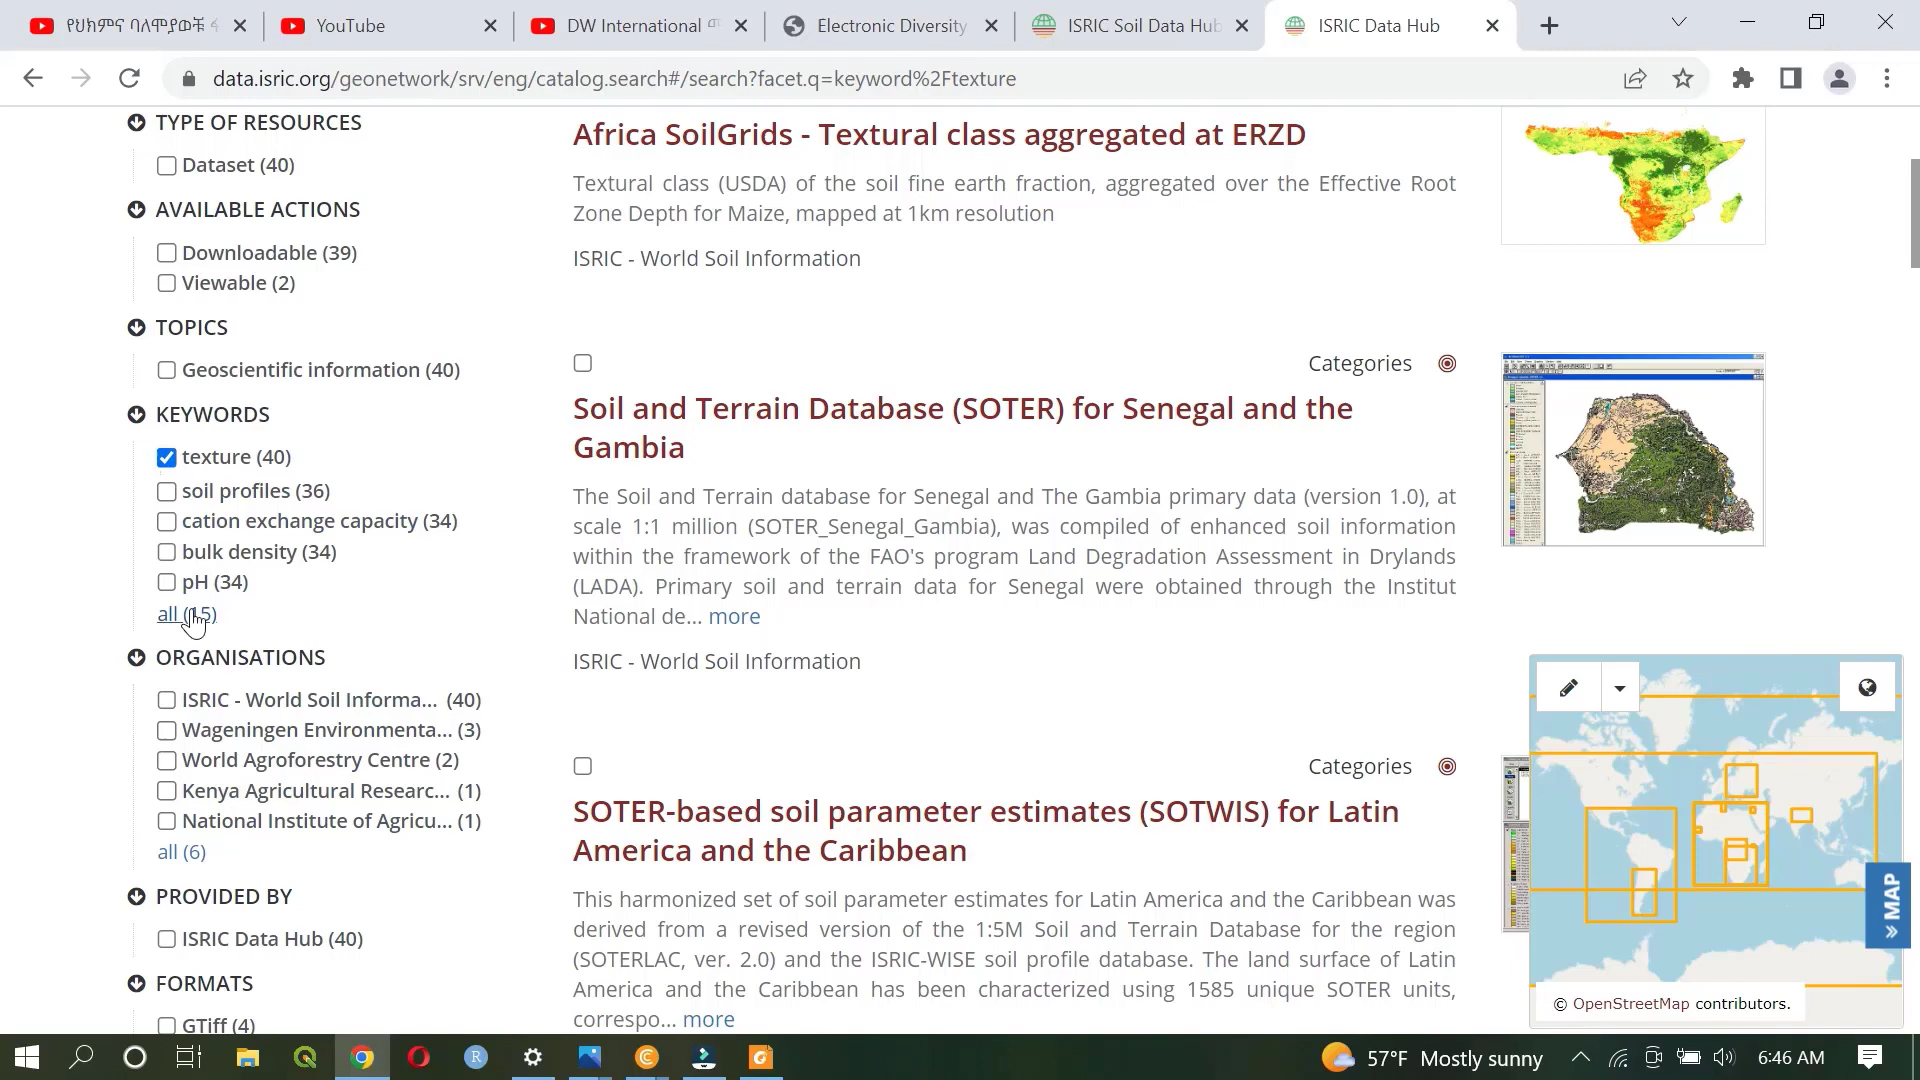 የህክምና ባለሞያወቹ
YouTube
DW International
Electronic Diversity
ISRIC Soil Data Hub
ISRIC Data Hub
data.isric.org/geonetwork/srv/eng/catalog.search#/search?facet.q=keyword%2Ftexture
TYPE OF RESOURCES
Dataset (40)
AVAILABLE ACTIONS
Downloadable (39)
Viewable (2)
TOPICS
Geoscientific information (40)
KEYWORDS
texture (40)
soil profiles (36)
cation exchange capacity (34)
bulk density (34)
pH (34)
all (15)
ORGANISATIONS
ISRIC - World Soil Informa... (40)
Wageningen Environmenta... (3)
World Agroforestry Centre (2)
Kenya Agricultural Researc... (1)
National Institute of Agricu... (1)
all (6)
PROVIDED BY
ISRIC Data Hub (40)
FORMATS
GTiff (4)
Africa SoilGrids - Textural class aggregated at ERZD
Textural class (USDA) of the soil fine earth fraction, aggregated over the Effective Root
Zone Depth for Maize, mapped at 1km resolution
ISRIC - World Soil Information
Categories
Soil and Terrain Database (SOTER) for Senegal and the
Gambia
The Soil and Terrain database for Senegal and The Gambia primary data (version 1.0), at
scale 1:1 million (SOTER_Senegal_Gambia), was compiled of enhanced soil information
within the framework of the FAO's program Land Degradation Assessment in Drylands
(LADA). Primary soil and terrain data for Senegal were obtained through the Institut
National de... more
ISRIC - World Soil Information
Categories
SOTER-based soil parameter estimates (SOTWIS) for Latin
America and the Caribbean
This harmonized set of soil parameter estimates for Latin America and the Caribbean was
derived from a revised version of the 1:5M Soil and Terrain Database for the region
(SOTERLAC, ver. 2.0) and the ISRIC-WISE soil profile database. The land surface of Latin
America and the Caribbean has been characterized using 1585 unique SOTER units,
correspo... more
MAP
© OpenStreetMap contributors.
57°F Mostly sunny
6:46 AM